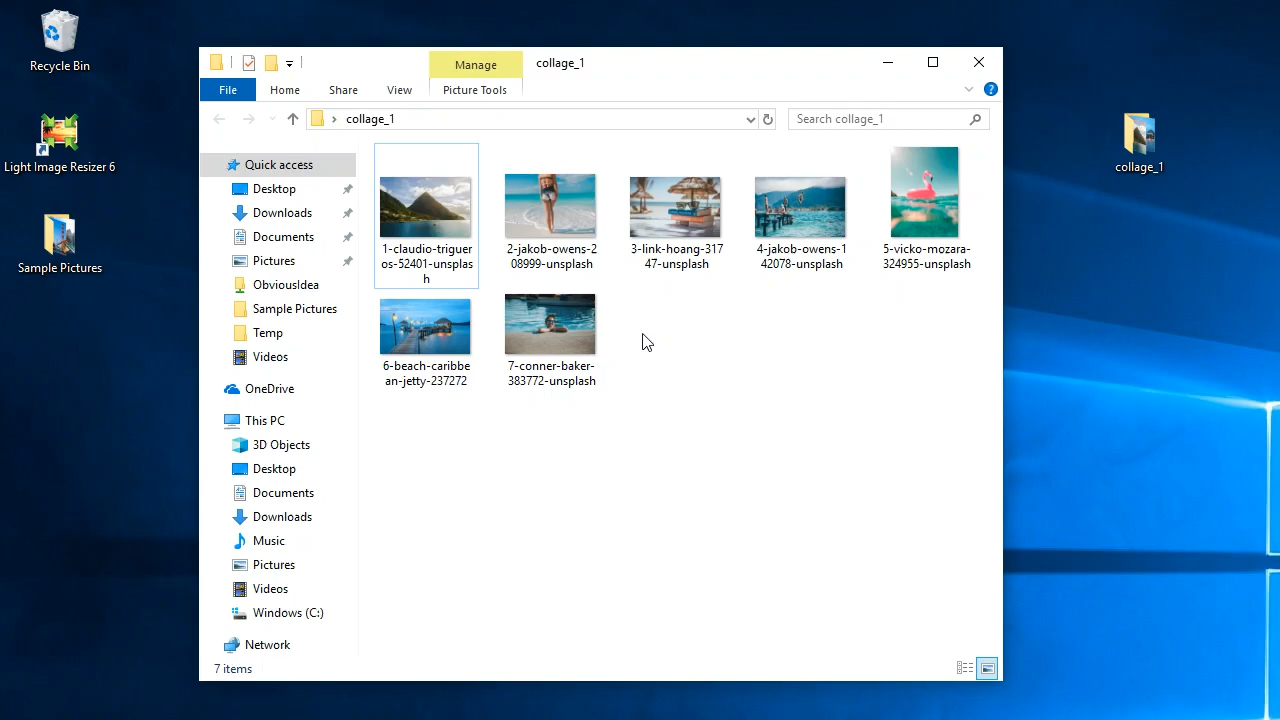 Recycle Bin
Light Image Resizer 6
Sample Pictures
Manage
collage_1
File
Home
Share
View
Picture Tools
collage_1
Search collage_1
Quick access
Desktop
Downloads
Documents
Pictures
ObviousIdea
Sample Pictures
Temp
Videos
OneDrive
This PC
3D Objects
Desktop
Documents
Downloads
Music
Pictures
Videos
Windows (C:)
Network
1-claudio-triguer
os-52401-unsplas
h
2-jakob-owens-2
08999-unsplash
3-link-hoang-317
47-unsplash
4-jakob-owens-1
42078-unsplash
5-vicko-mozara-
324955-unsplash
6-beach-caribbe
an-jetty-237272
7-conner-baker-
383772-unsplash
7 items
collage_1